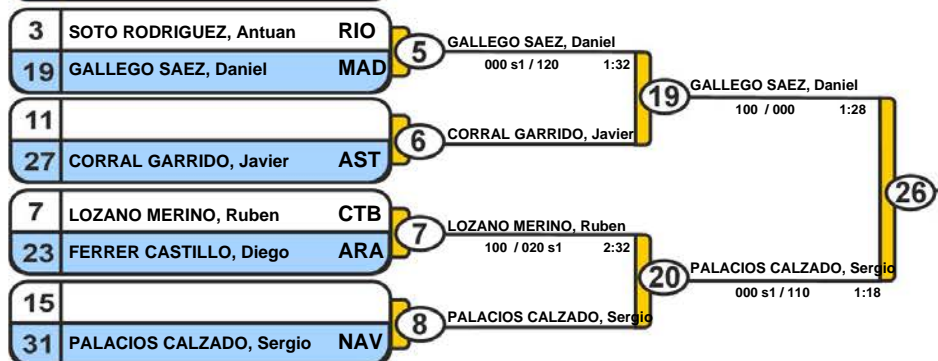 3 SOTO RODRIGUEZ, Antuan RIO
19 GALLEGO SAEZ, Daniel MAD
5
GALLEGO SAEZ, Daniel
000 s1 / 120 1:32
11
27 CORRAL GARRIDO, Javier AST
6
CORRAL GARRIDO, Javier
19
GALLEGO SAEZ, Daniel
100 / 000 1:28
7 LOZANO MERINO, Ruben CTB
23 FERRER CASTILLO, Diego ARA
7
LOZANO MERINO, Ruben
100 / 020 s1 2:32
15
31 PALACIOS CALZADO, Sergio NAV
8
PALACIOS CALZADO, Sergio
20
PALACIOS CALZADO, Sergio
000 s1 / 110 1:18
26